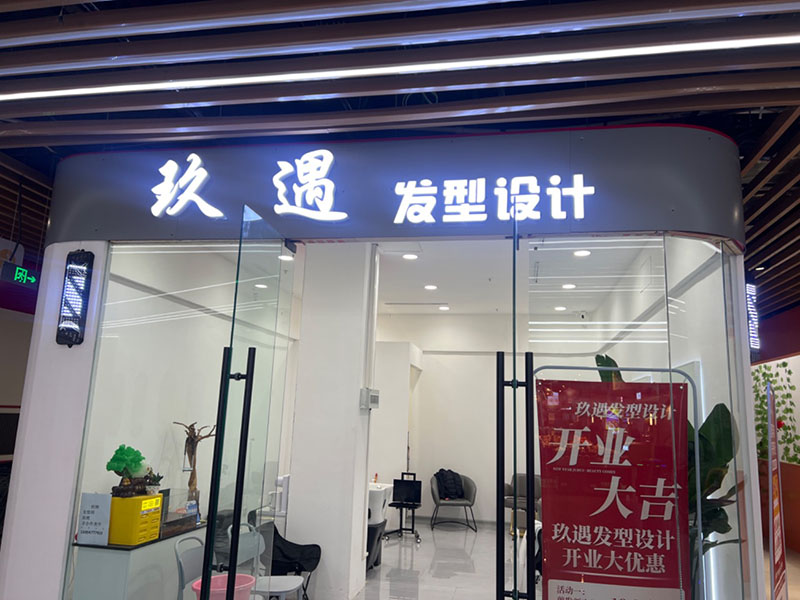 玖遇 发型设计
玖遇发型设计
开业
大吉
玖遇发型设计
开业大优惠
活动一: